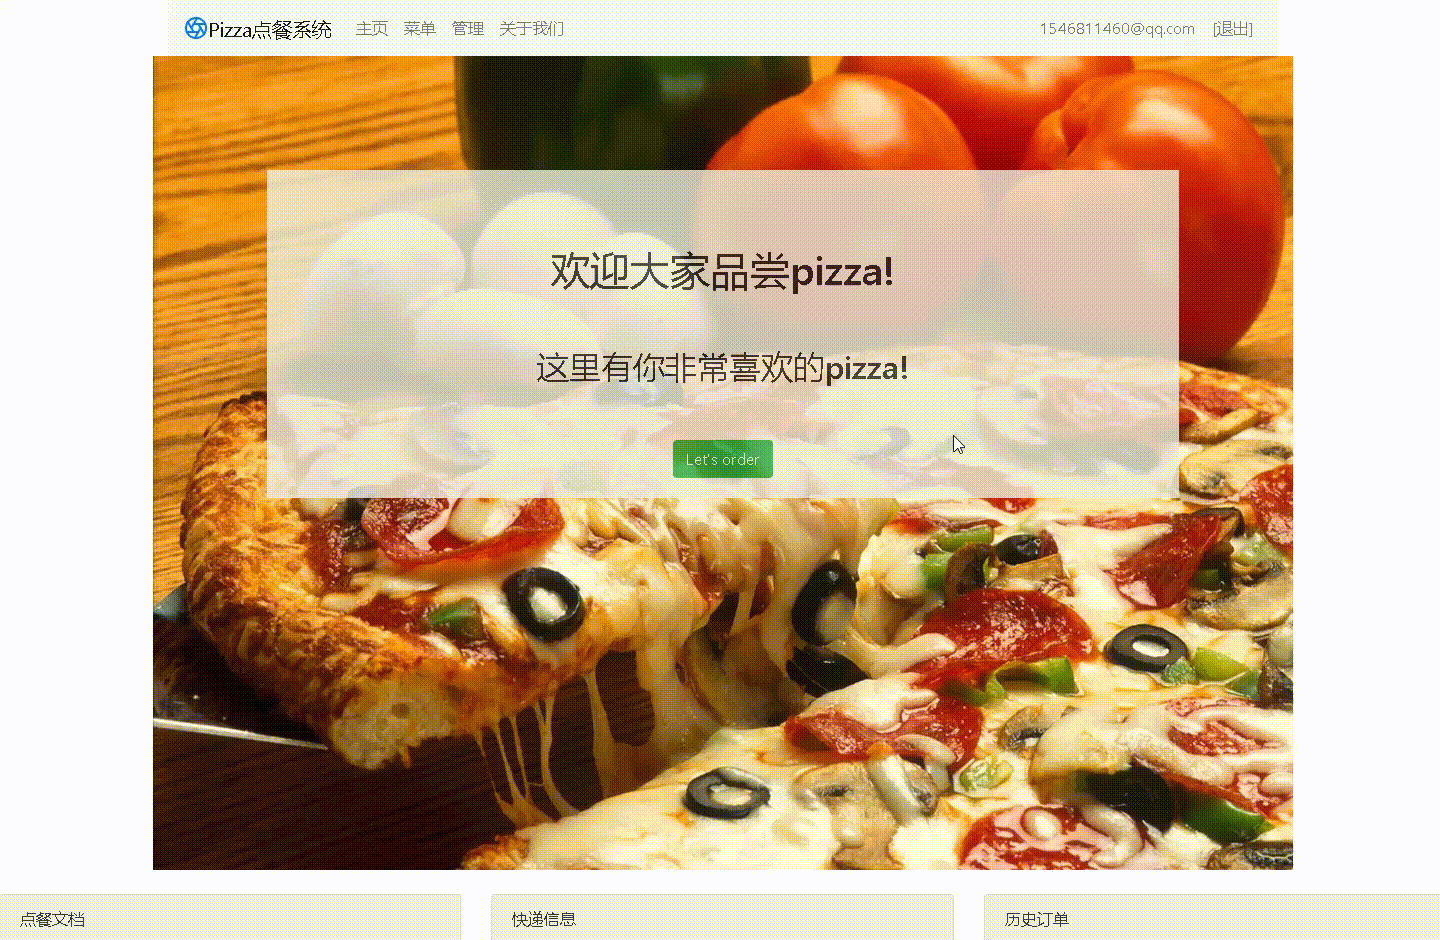 Pizza点餐系统 主页 菜单 管理 关于我们 1546811460@qq.com [退出]
欢迎大家品尝pizza!
这里有你非常喜欢的pizza!
Let's order
点餐文档 快递信息 历史订单